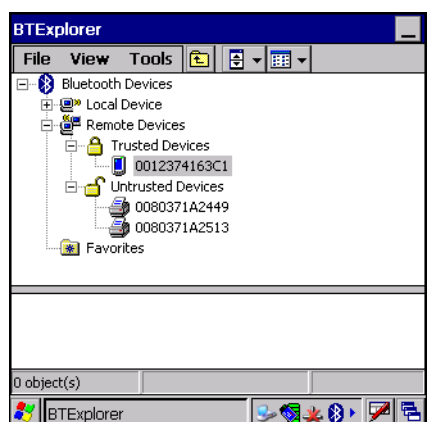 BTExplorer
File View Tools
Bluetooth Devices
Local Device
Remote Devices
Trusted Devices
0012374163C1
Untrusted Devices
0080371A2449
0080371A2513
Favorites
0 object(s)
BTExplorer